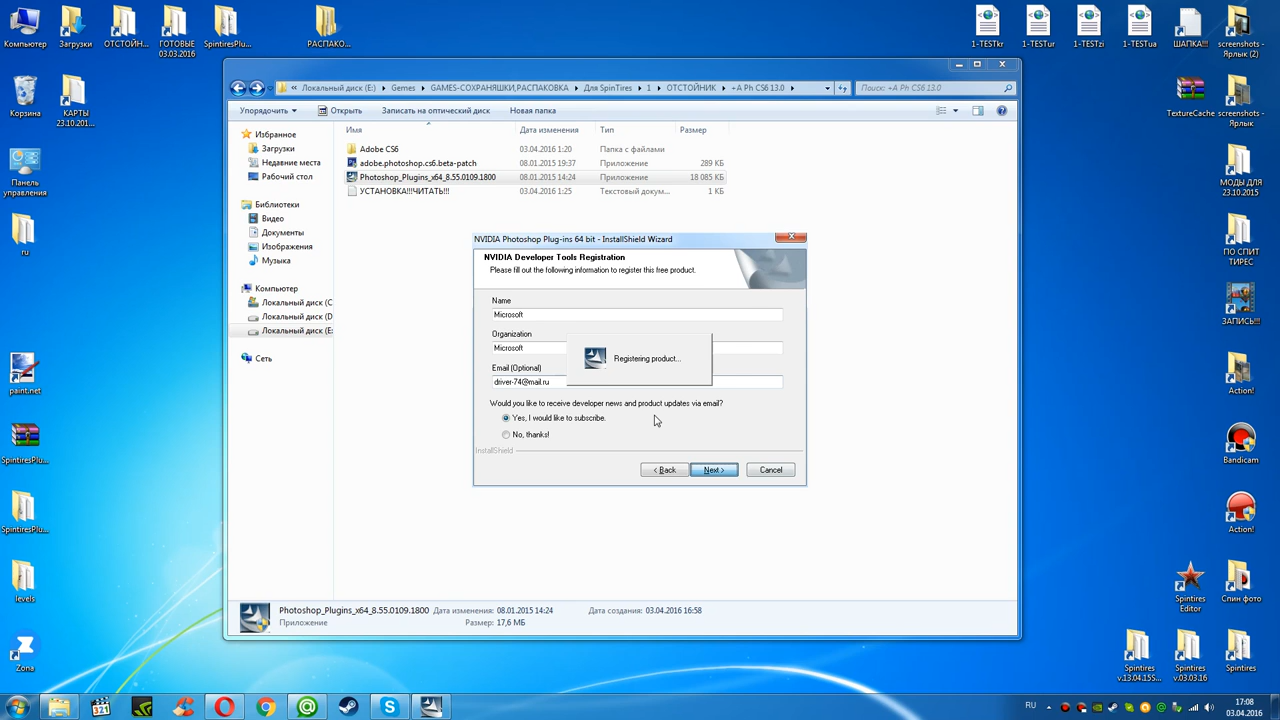 Компьютер
Загрузки
ОТСТОЙН...
ГОТОВЫЕ 03.03.2016
SpintiresPlu...
РАСПАКО...
1-TESTkr
1-TESTur
1-TESTzi
1-TESTua
ШАПКА!!!
screenshots - Ярлык (2)
Корзина
КАРТЫ 23.10.201...
Панель управления
ru
paint.net
SpintiresPlu...
SpintiresPlu...
levels
Zona
« Локальный диск (E:) ▸ Gemes ▸ GAMES-СОХРАНЯШКИ,РАСПАКОВКА ▸ Для SpinTires ▸ 1 ▸ ОТСТОЙНИК ▸ +A Ph CS6 13.0 ▸
Поиск: +A Ph CS6 13.0
Упорядочить
Открыть
Записать на оптический диск
Новая папка
Имя
Дата изменения
Тип
Размер
Избранное
Загрузки
Недавние места
Рабочий стол
Библиотеки
Видео
Документы
Изображения
Музыка
Компьютер
Локальный диск (C
Локальный диск (D
Локальный диск (E:
Сеть
Adobe CS6 03.04.2016 1:20 Папка с файлами
adobe.photoshop.cs6.beta-patch 08.01.2015 19:37 Приложение 289 КБ
Photoshop_Plugins_x64_8.55.0109.1800 08.01.2015 14:24 Приложение 18 085 КБ
УСТАНОВКА!!!ЧИТАТЬ!!! 03.04.2016 1:25 Текстовый докум... 1 КБ
NVIDIA Photoshop Plug-ins 64 bit - InstallShield Wizard
NVIDIA Developer Tools Registration
Please fill out the following information to register this free product.
Name
Microsoft
Organization
Microsoft
Registering product...
Email (Optional)
driver-74@mail.ru
Would you like to receive developer news and product updates via email?
Yes, I would like to subscribe.
No, thanks!
InstallShield
< Back
Next >
Cancel
Photoshop_Plugins_x64_8.55.0109.1800
Дата изменения: 08.01.2015 14:24
Дата создания: 03.04.2016 16:58
Приложение
Размер: 17,6 МБ
TextureCache
screenshots - Ярлык
МОДЫ ДЛЯ 23.10.2015
ПО СПИТ ТИРЕС
ЗАПИСЬ!!!
Action!
Bandicam
Action!
Spintires Editor
Спин фото
Spintires v.13.04.15S...
Spintires v.03.03.16
Spintires
RU
17:08
03.04.2016